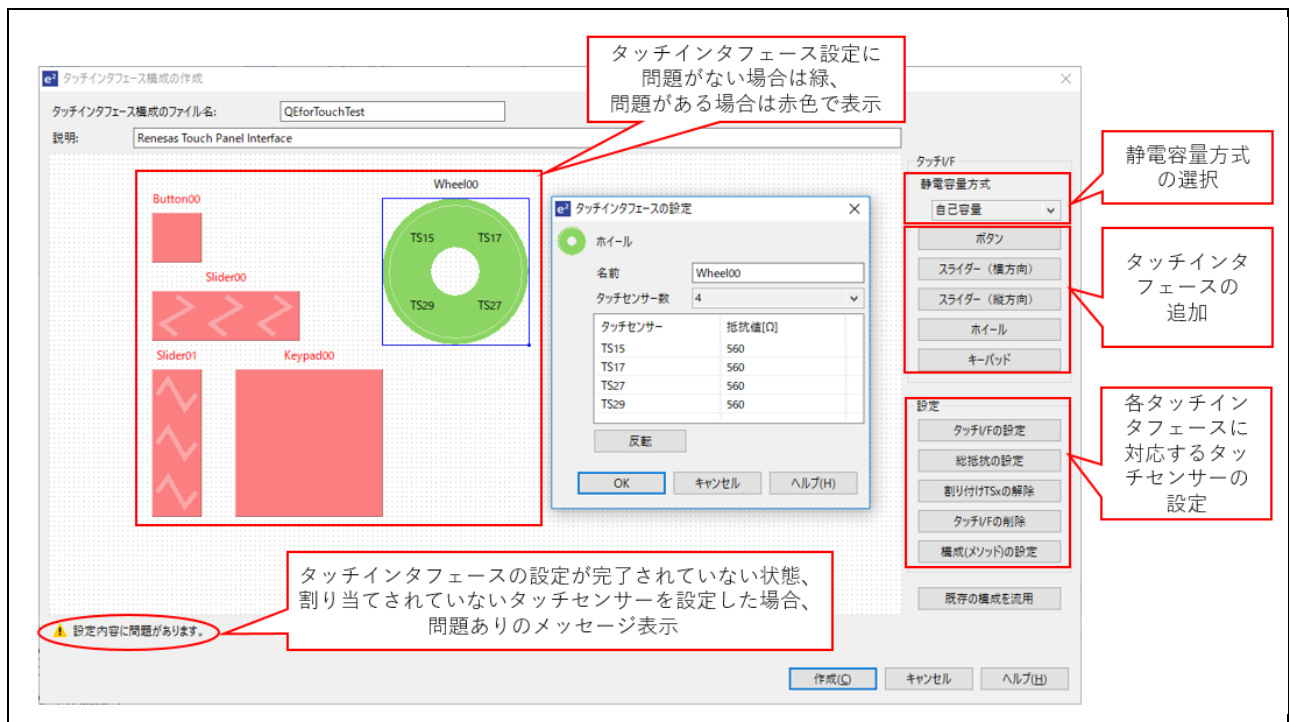 タッチインタフェース設定に
問題がない場合は緑、
問題がある場合は赤色で表示
e² タッチインタフェース構成の作成
タッチインタフェース構成のファイル名: QEforTouchTest
説明: Renesas Touch Panel Interface
タッチI/F
静電容量方式
自己容量
静電容量方式
の選択
ボタン
スライダー（横方向）
スライダー（縦方向）
ホイール
キーパッド
タッチインタ
フェースの
追加
設定
タッチI/Fの設定
総抵抗の設定
割り付けTSxの解除
タッチI/Fの削除
構成(メソッド)の設定
各タッチイン
タフェースに
対応するタッ
チセンサーの
設定
既存の構成を流用
Button00
Wheel00
TS15 TS17
TS29 TS27
Slider00
Slider01
Keypad00
e² タッチインタフェースの設定
ホイール
名前 Wheel00
タッチセンサー数 4
タッチセンサー 抵抗値[Ω]
TS15 560
TS17 560
TS27 560
TS29 560
反転
OK キャンセル ヘルプ(H)
タッチインタフェースの設定が完了されていない状態、
割り当てされていないタッチセンサーを設定した場合、
問題ありのメッセージ表示
設定内容に問題があります。
作成(C) キャンセル ヘルプ(H)